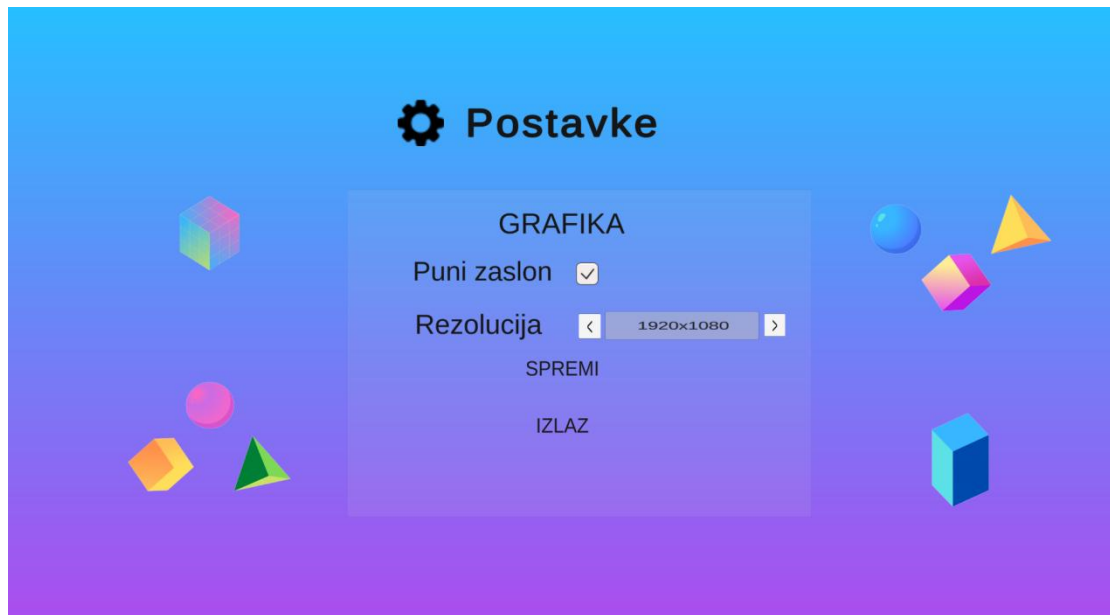 Postavke
GRAFIKA
Puni zaslon
Rezolucija < 1920x1080 >
SPREMI
IZLAZ